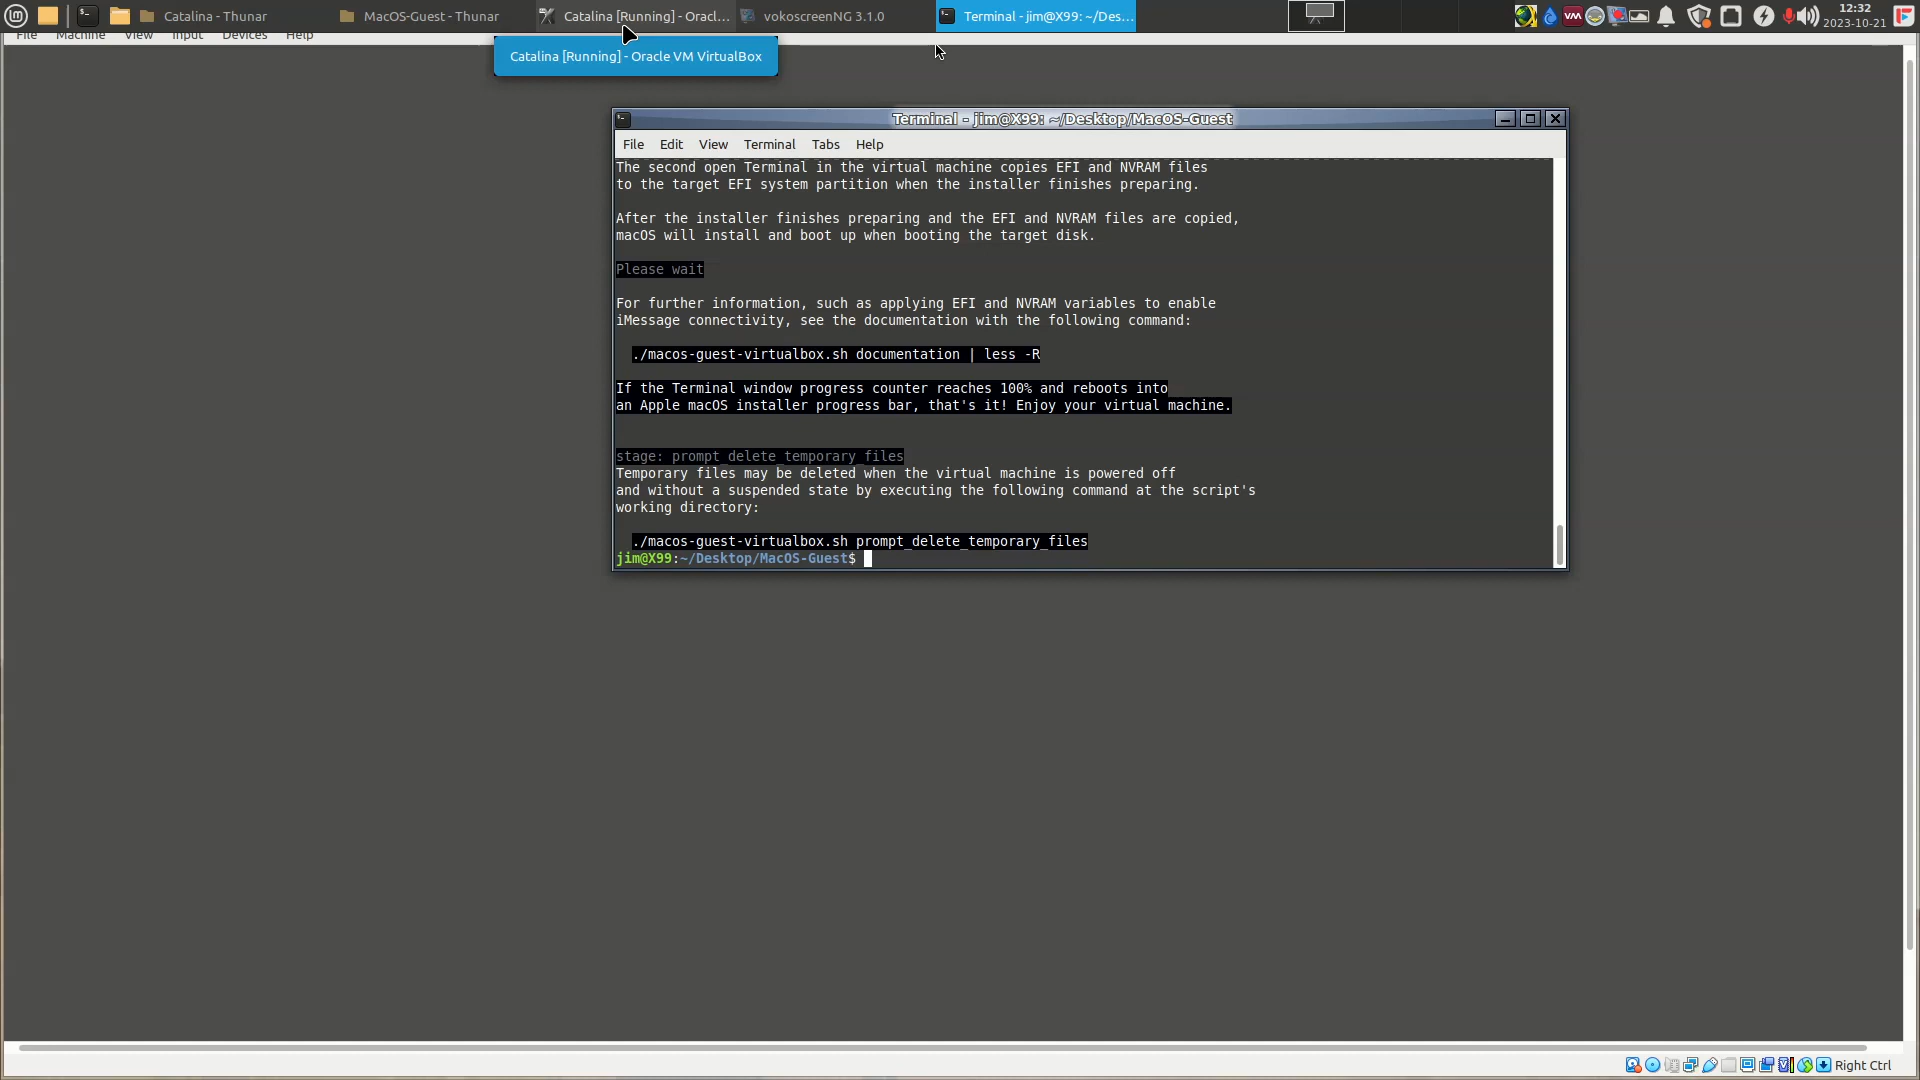 Catalina - Thunar
MacOS-Guest - Thunar
Catalina [Running] - Oracl...
vokoscreenNG 3.1.0
Terminal - jim@X99: ~/Des...
VM
12:32
2023-10-21
File Machine View Input Devices Help
Catalina [Running] - Oracle VM VirtualBox
Terminal - jim@X99: ~/Desktop/MacOS-Guest
File Edit View Terminal Tabs Help
The second open Terminal in the virtual machine copies EFI and NVRAM files
to the target EFI system partition when the installer finishes preparing.
After the installer finishes preparing and the EFI and NVRAM files are copied,
macOS will install and boot up when booting the target disk.
Please wait
For further information, such as applying EFI and NVRAM variables to enable
iMessage connectivity, see the documentation with the following command:
./macos-guest-virtualbox.sh documentation | less -R
If the Terminal window progress counter reaches 100% and reboots into
an Apple macOS installer progress bar, that's it! Enjoy your virtual machine.
stage: prompt_delete_temporary_files
Temporary files may be deleted when the virtual machine is powered off
and without a suspended state by executing the following command at the script's
working directory:
./macos-guest-virtualbox.sh prompt_delete_temporary_files
jim@X99:~/Desktop/MacOS-Guest$
Right Ctrl